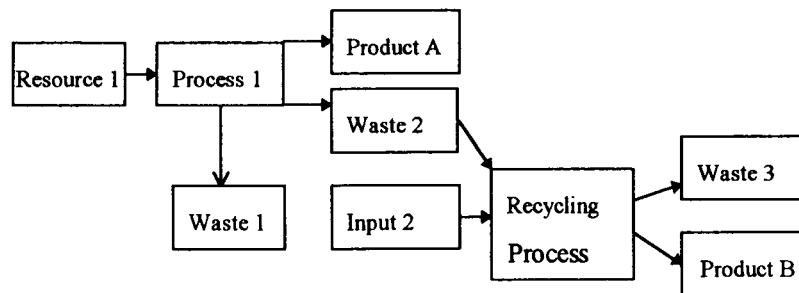 Product A
Resource 1
Process 1
Waste 2
Waste 3
Waste 1
Input 2
Recycling
Process
Product B